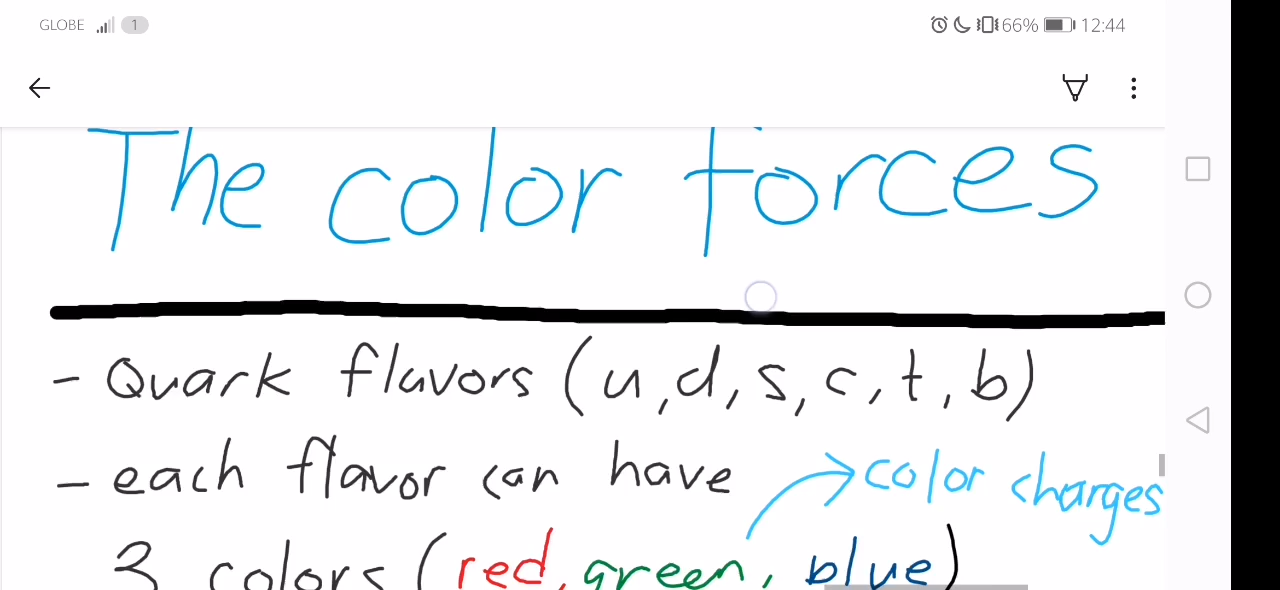 GLOBE 1 66% 12:44
The color forces
- Quark flavors (u, d, s, c, t, b)
- each flavor can have → color charges
3 colors (red, green, blue)